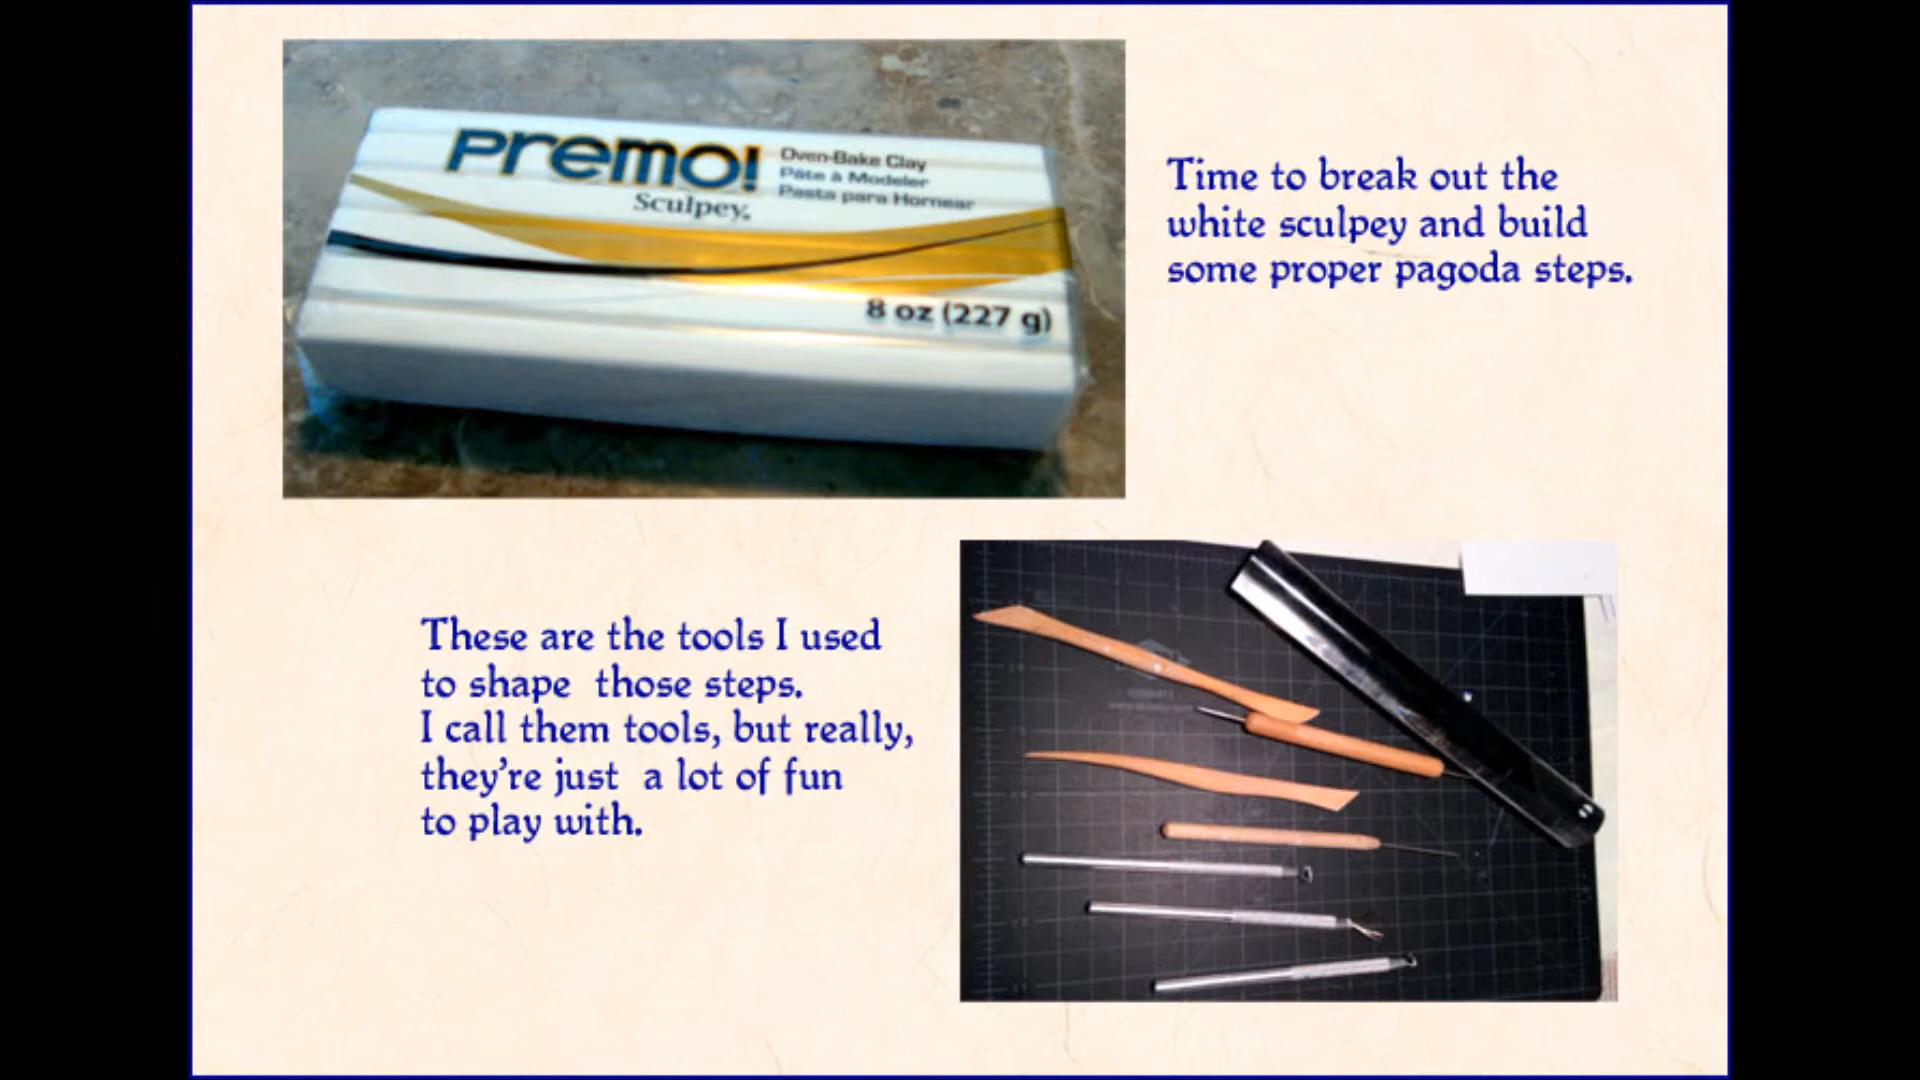 Premo!
Sculpey
Oven-Bake Clay
Pâte à Modeler
Pasta para Hornear
8 oz (227 g)
Time to break out the
white sculpey and build
some proper pagoda steps.
These are the tools I used
to shape  those steps.
I call them tools, but really,
they're just  a lot of fun
to play with.